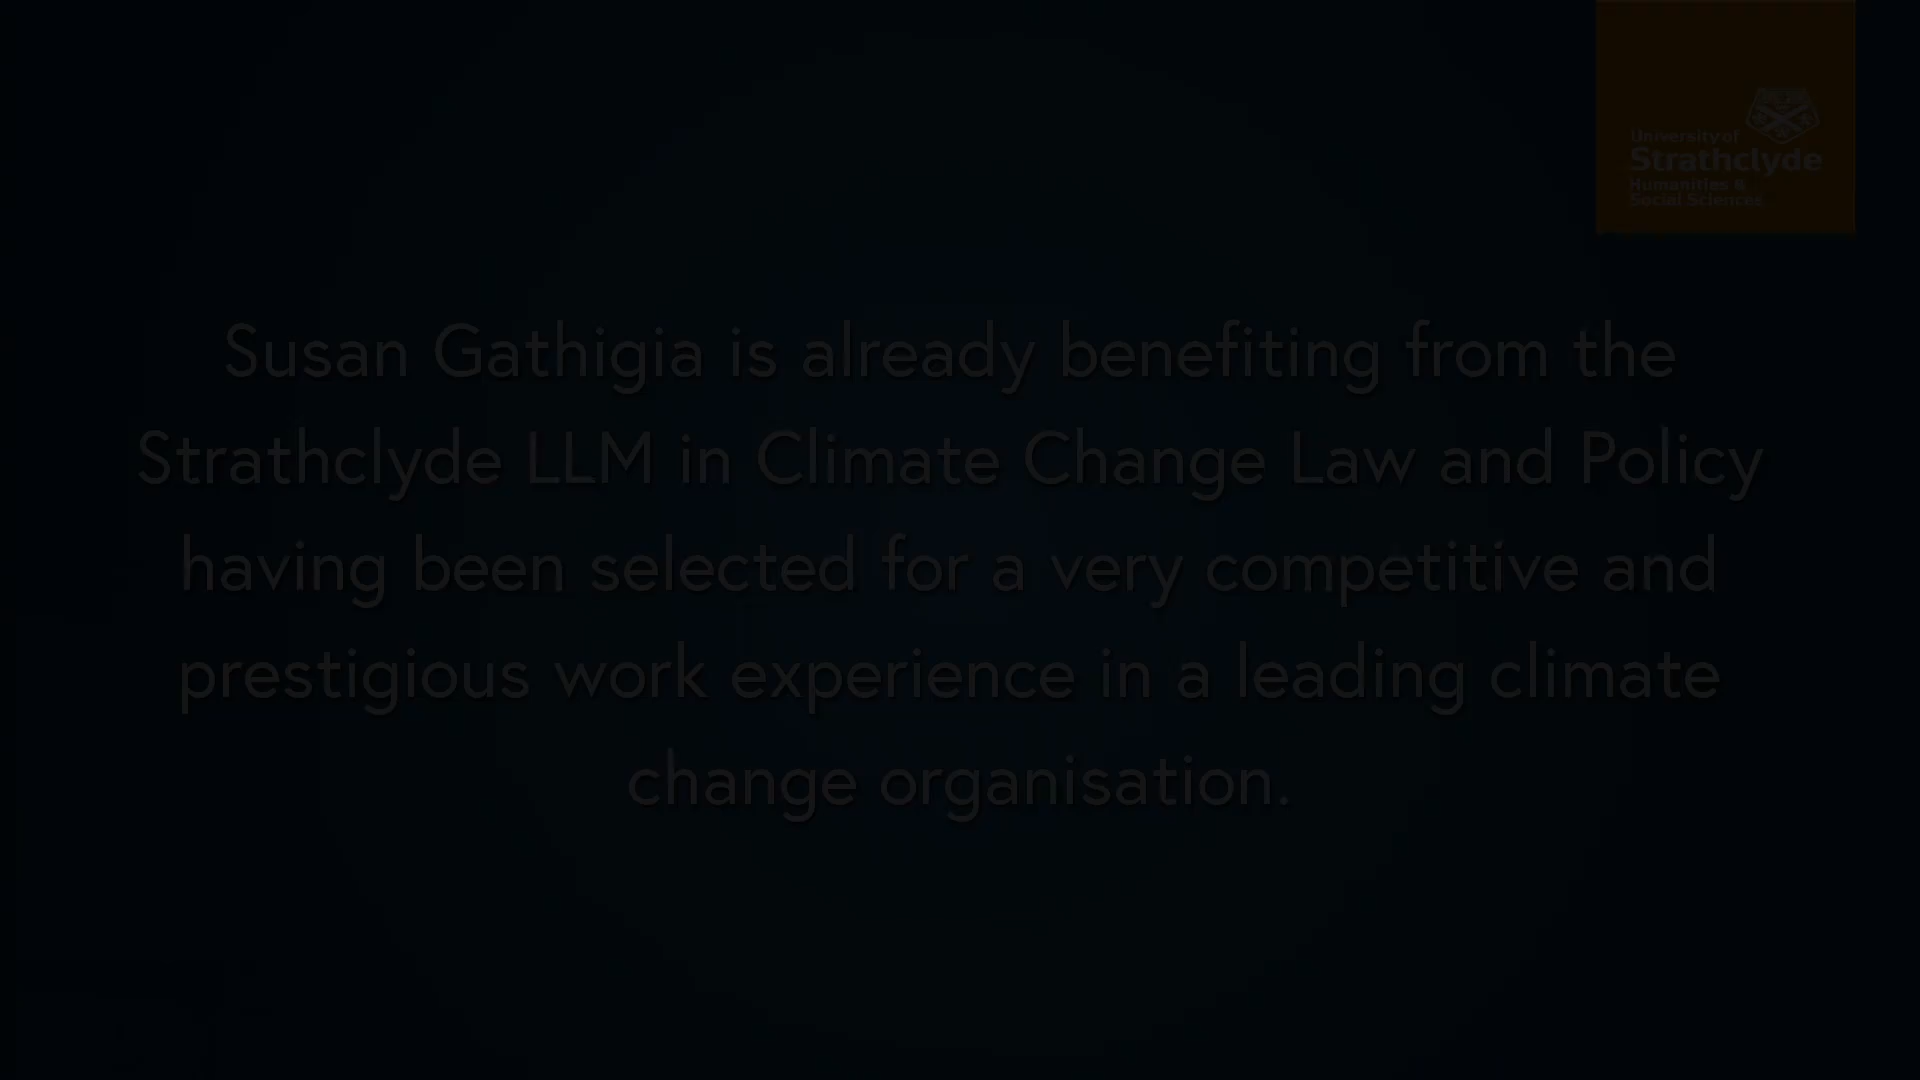 University of
Strathclyde
Humanities &
Social Sciences
Susan Gathigia is already benefiting from the
Strathclyde LLM in Climate Change Law and Policy
having been selected for a very competitive and
prestigious work experience in a leading climate
change organisation.